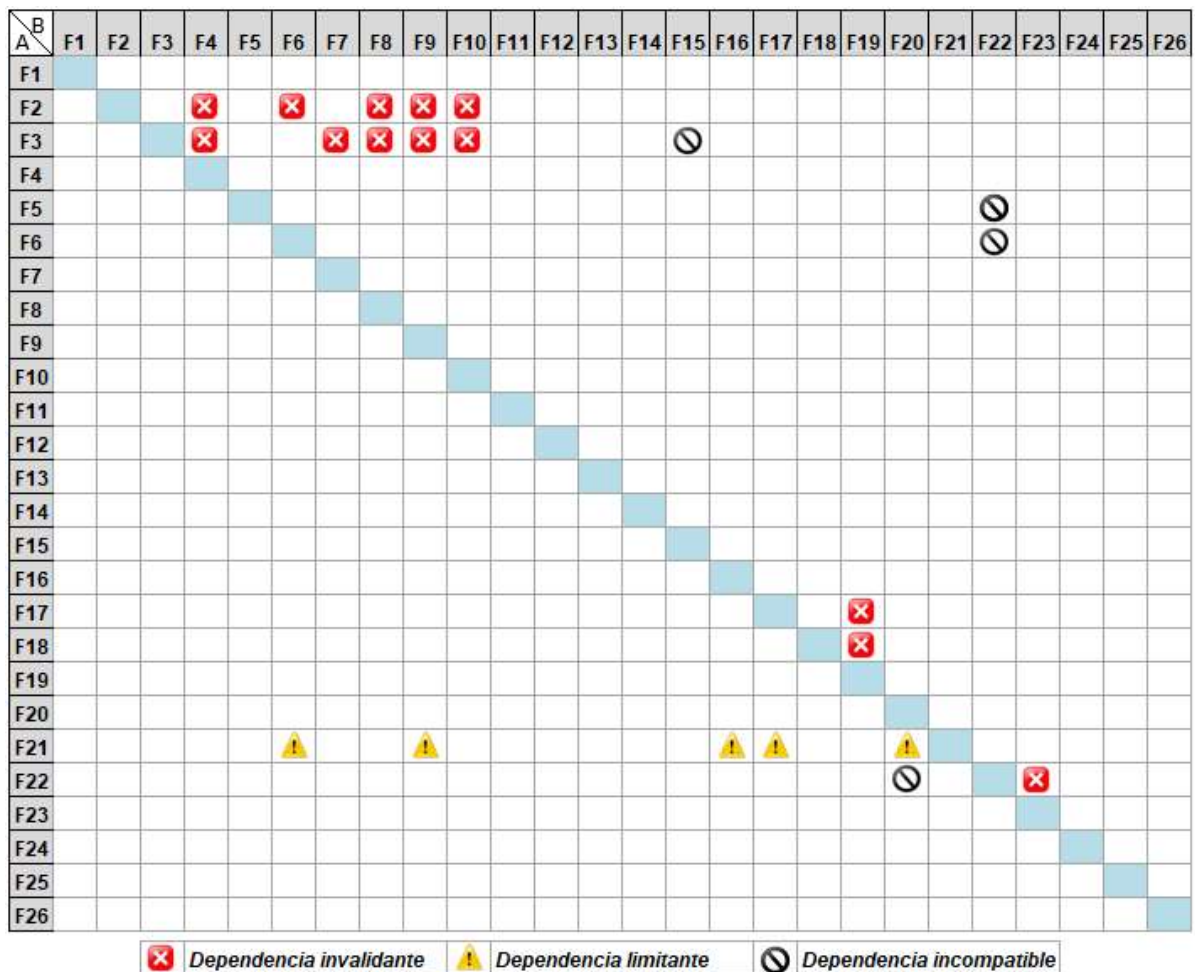 B
A F1 F2 F3 F4 F5 F6 F7 F8 F9 F10 F11 F12 F13 F14 F15 F16 F17 F18 F19 F20 F21 F22 F23 F24 F25 F26
F1
F2
F3
F4
F5
F6
F7
F8
F9
F10
F11
F12
F13
F14
F15
F16
F17
F18
F19
F20
F21
F22
F23
F24
F25
F26
Dependencia invalidante Dependencia limitante Dependencia incompatible